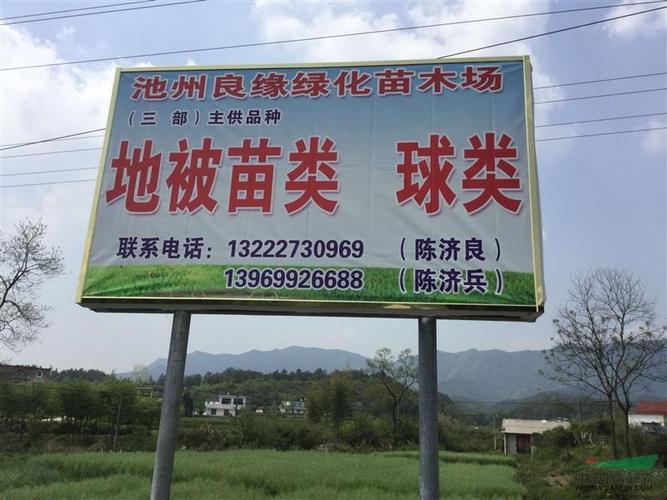 池州良缘绿化苗木场
（三 部）主供品种
地被苗类 球类
联系电话：13222730969 （陈济良）
13969926688 （陈济兵）